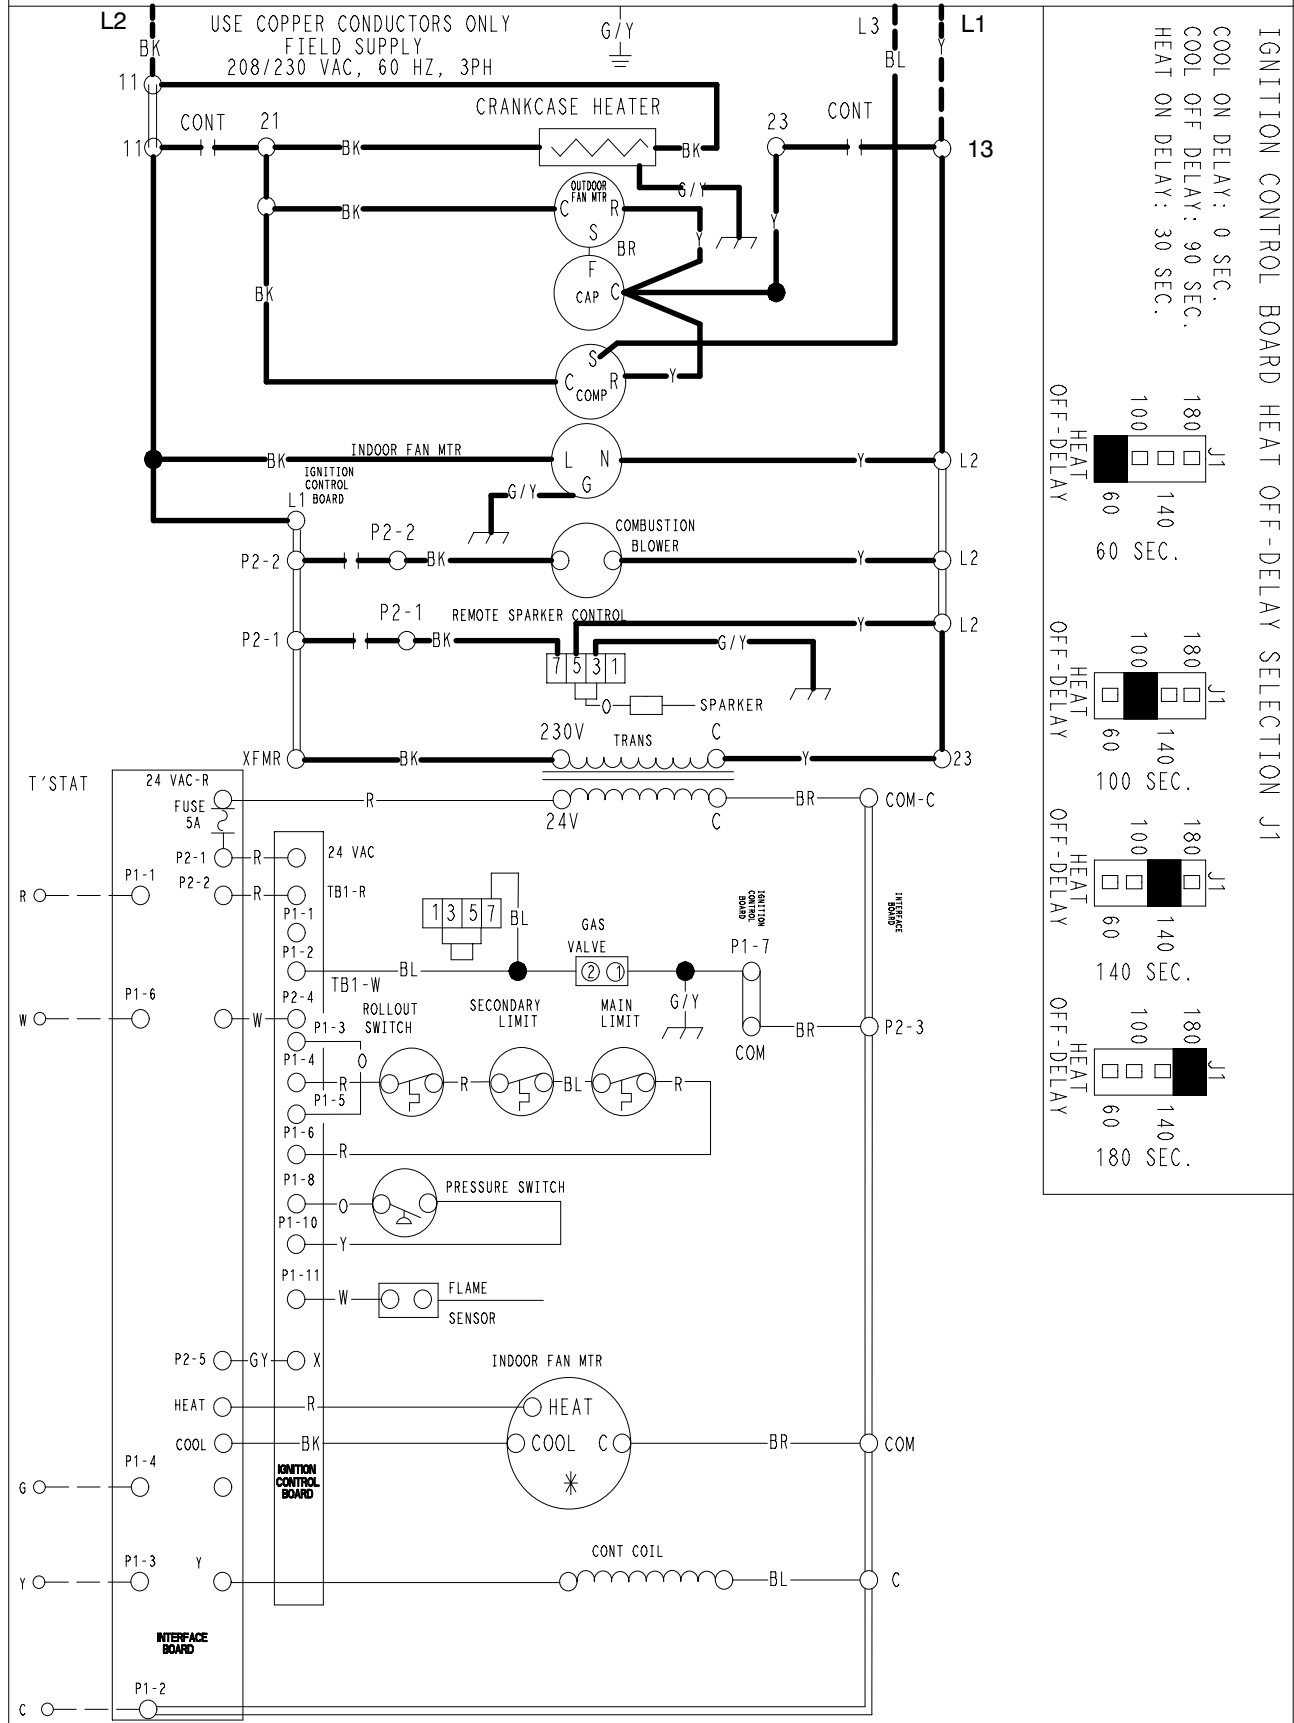 L2
USE COPPER CONDUCTORS ONLY
FIELD SUPPLY
208/230 VAC, 60 HZ, 3PH
G/Y
L3
L1
BK
BL
Y
11
CRANKCASE HEATER
CONT
21
23
CONT
11
BK
BK
13
G/Y
OUTDOOR
FAN MTR
C
R
S
BK
Y
Y
BR
F
CAP
C
BK
S
C
R
COMP
Y
INDOOR FAN MTR
BK
L
N
G
Y
L2
IGNITION
CONTROL
BOARD
L1
G/Y
P2-2
COMBUSTION
BLOWER
P2-2
BK
Y
L2
P2-1
REMOTE SPARKER CONTROL
P2-1
BK
Y
L2
G/Y
7 5 3 1
O
SPARKER
230V
TRANS
C
XFMR
BK
Y
23
T'STAT
24 VAC-R
FUSE
5A
R
24V
C
BR
COM-C
P2-1
R
24 VAC
P1-1
P2-2
R
TB1-R
R
P1-1
1 3 5 7
BL
GAS
VALVE
2 1
IGNITION
CONTROL
BOARD
INTERFACE
BOARD
P1-7
P1-2
BL
TB1-W
G/Y
P1-6
P2-4
W
W
ROLLOUT
SWITCH
SECONDARY
LIMIT
MAIN
LIMIT
COM
BR
P2-3
P1-3
O
P1-4
R
R
BL
R
P1-5
P1-6
R
P1-8
O
PRESSURE SWITCH
P1-10
Y
P1-11
W
FLAME
SENSOR
P2-5
GY
X
INDOOR FAN MTR
HEAT
R
HEAT
COOL
BK
COOL
C
BR
COM
P1-4
G
IGNITION
CONTROL
BOARD
CONT COIL
P1-3
Y
Y
BL
C
INTERFACE
BOARD
P1-2
C
IGNITION CONTROL BOARD HEAT OFF-DELAY SELECTION J1
COOL ON DELAY: 0 SEC.
COOL OFF DELAY: 90 SEC.
HEAT ON DELAY: 30 SEC.
J1
180
100
140
60
HEAT
OFF-DELAY
60 SEC.
J1
180
100
140
60
HEAT
OFF-DELAY
100 SEC.
J1
180
100
140
60
HEAT
OFF-DELAY
140 SEC.
J1
180
100
140
60
HEAT
OFF-DELAY
180 SEC.